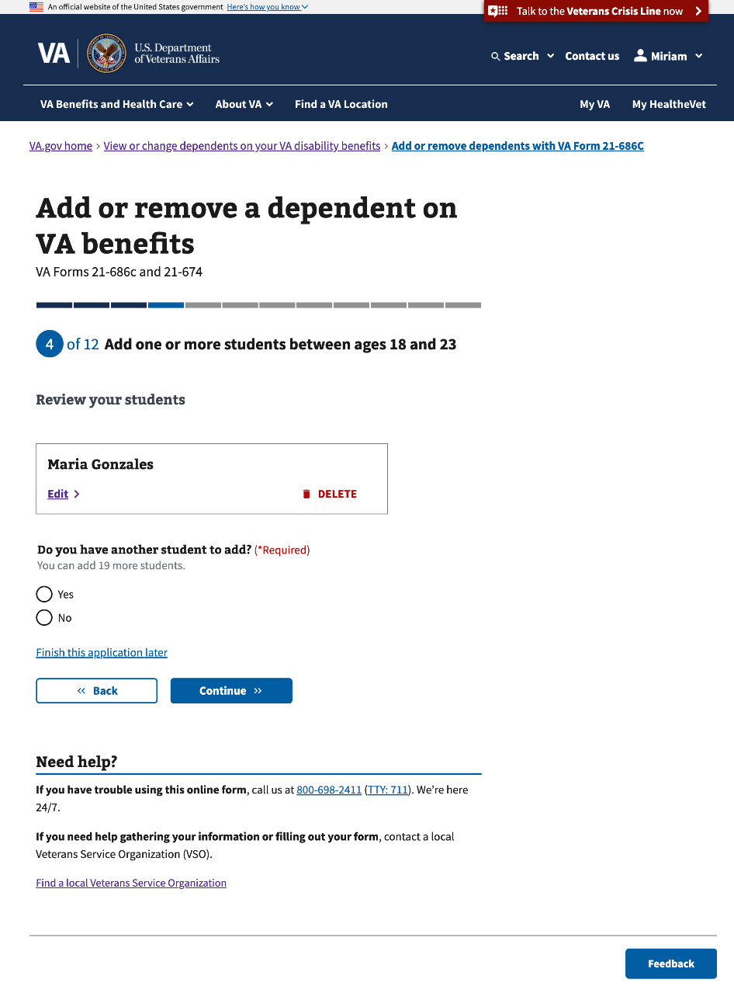 An official website of the United States government Here's how you know
Talk to the Veterans Crisis Line now
VA
U.S. Department
of Veterans Affairs
Search
Contact us
Miriam
VA Benefits and Health Care
About VA
Find a VA Location
My VA
My HealtheVet
VA.gov home › View or change dependents on your VA disability benefits › Add or remove dependents with VA Form 21-686C
Add or remove a dependent on
VA benefits
VA Forms 21-686c and 21-674
4 of 12 Add one or more students between ages 18 and 23
Review your students
Maria Gonzales
Edit
DELETE
Do you have another student to add? (*Required)
You can add 19 more students.
Yes
No
Finish this application later
Back
Continue
Need help?
If you have trouble using this online form, call us at 800-698-2411 (TTY: 711). We’re here
24/7.
If you need help gathering your information or filling out your form, contact a local
Veterans Service Organization (VSO).
Find a local Veterans Service Organization
Feedback